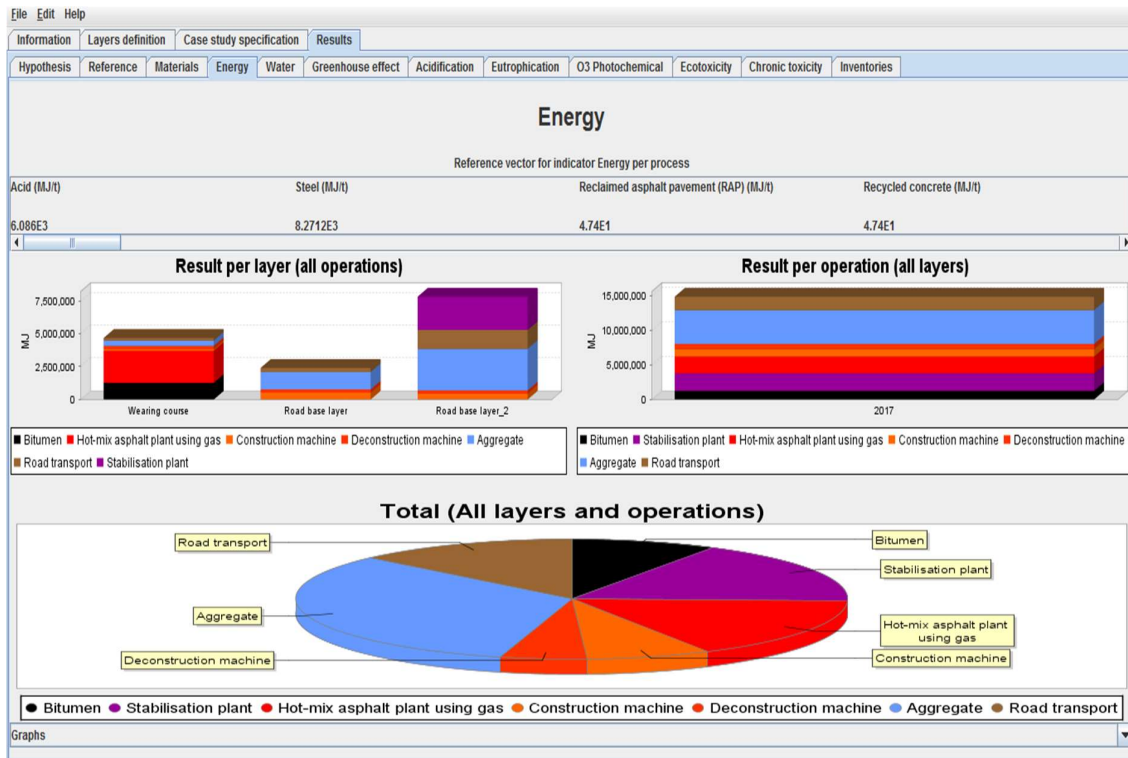 File Edit Help
Information Layers definition Case study specification Results
Hypothesis Reference Materials Energy Water Greenhouse effect Acidification Eutrophication O3 Photochemical Ecotoxicity Chronic toxicity Inventories
Energy
Reference vector for indicator Energy per process
Acid (MJ/t) Steel (MJ/t) Reclaimed asphalt pavement (RAP) (MJ/t) Recycled concrete (MJ/t)
6.086E3 8.2712E3 4.74E1 4.74E1
Result per layer (all operations)
7,500,000
5,000,000
2,500,000
0
MJ
Wearing course Road base layer Road base layer_2
Bitumen Hot-mix asphalt plant using gas Construction machine Deconstruction machine Aggregate
Road transport Stabilisation plant
Result per operation (all layers)
15,000,000
10,000,000
5,000,000
0
MJ
2017
Bitumen Stabilisation plant Hot-mix asphalt plant using gas Construction machine Deconstruction machine
Aggregate Road transport
Total (All layers and operations)
Road transport
Bitumen
Stabilisation plant
Aggregate
Hot-mix asphalt plant
using gas
Deconstruction machine
Construction machine
Bitumen Stabilisation plant Hot-mix asphalt plant using gas Construction machine Deconstruction machine Aggregate Road transport
Graphs